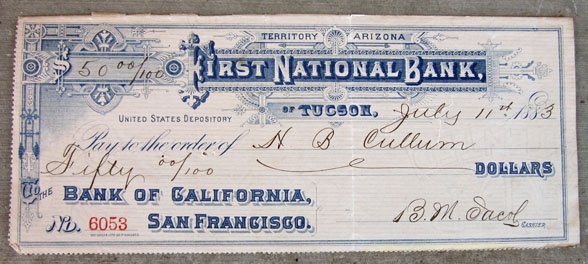 TERRITORY ARIZONA
50 00/100
FIRST NATIONAL BANK,
OF TUCSON, July 11th 1883
UNITED STATES DEPOSITORY
Pay to the order of H B Cullum
Fifty 00/100 DOLLARS
TO THE BANK OF CALIFORNIA,
No. 6053 SAN FRANCISCO.
B. M. Jacob CASHIER